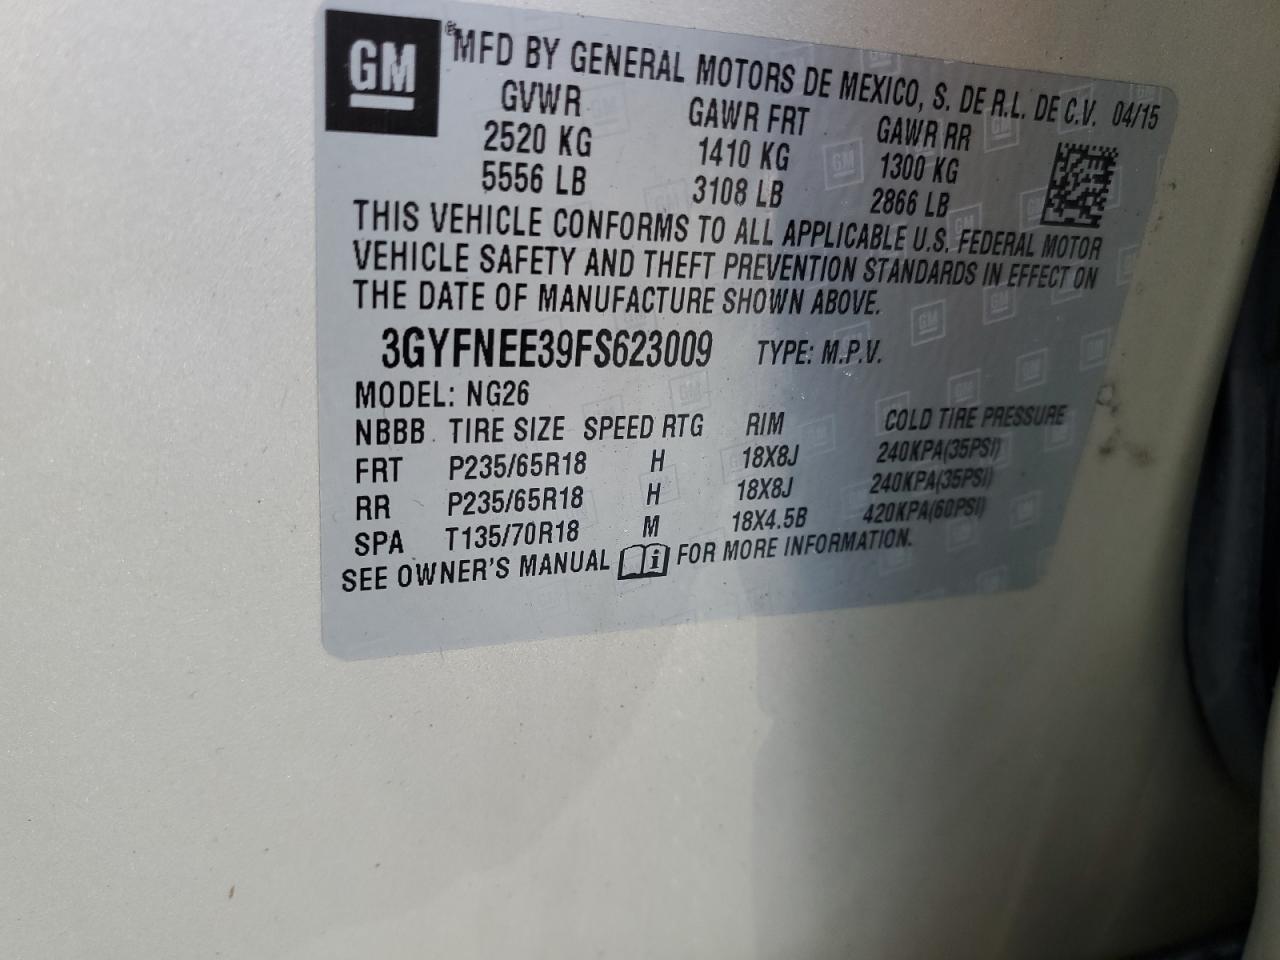 GM
MFD BY GENERAL MOTORS DE MEXICO, S. DE R.L. DE C.V. 04/15
GVWR GAWR FRT GAWR RR
2520 KG 1410 KG 1300 KG
5556 LB 3108 LB 2866 LB
THIS VEHICLE CONFORMS TO ALL APPLICABLE U.S. FEDERAL MOTOR
VEHICLE SAFETY AND THEFT PREVENTION STANDARDS IN EFFECT ON
THE DATE OF MANUFACTURE SHOWN ABOVE.
3GYFNEE39FS623009 TYPE: M.P.V.
MODEL: NG26
NBBB TIRE SIZE SPEED RTG RIM COLD TIRE PRESSURE
FRT P235/65R18 H 18X8J 240KPA(35PSI)
RR P235/65R18 H 18X8J 240KPA(35PSI)
SPA T135/70R18 M 18X4.5B 420KPA(60PSI)
SEE OWNER'S MANUAL FOR MORE INFORMATION.